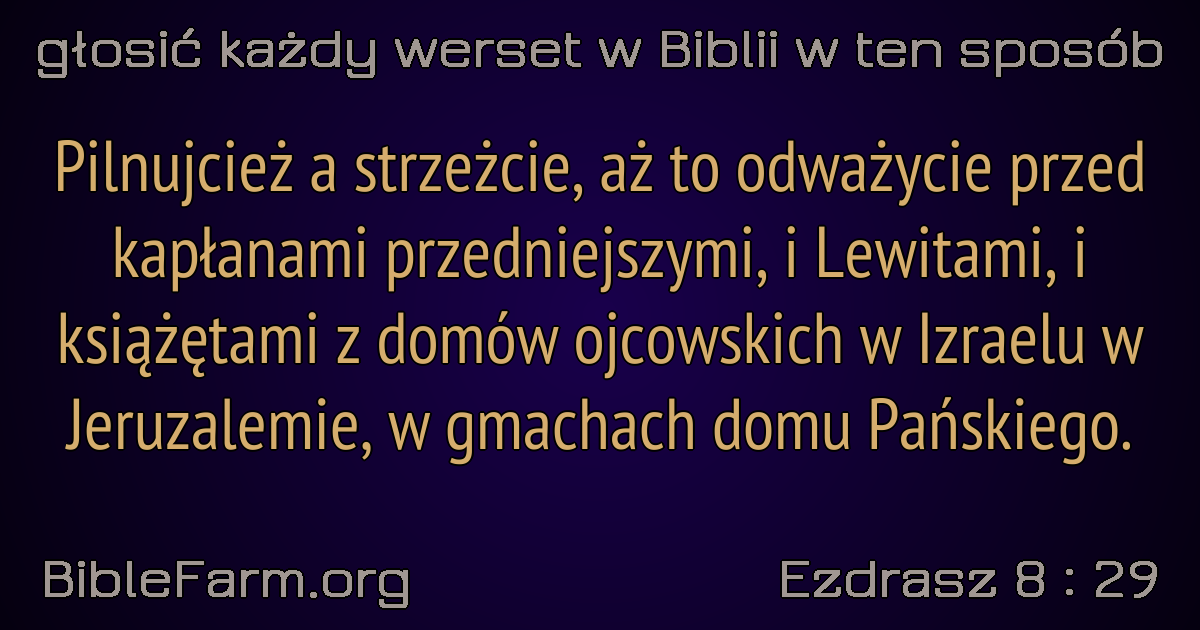 głosić każdy werset w Biblii w ten sposób
Pilnujcież a strzeżcie, aż to odważycie przed
kapłanami przedniejszymi, i Lewitami, i
książętami z domów ojcowskich w Izraelu w
Jeruzalemie, w gmachach domu Pańskiego.
BibleFarm.org
Ezdrasz 8 : 29